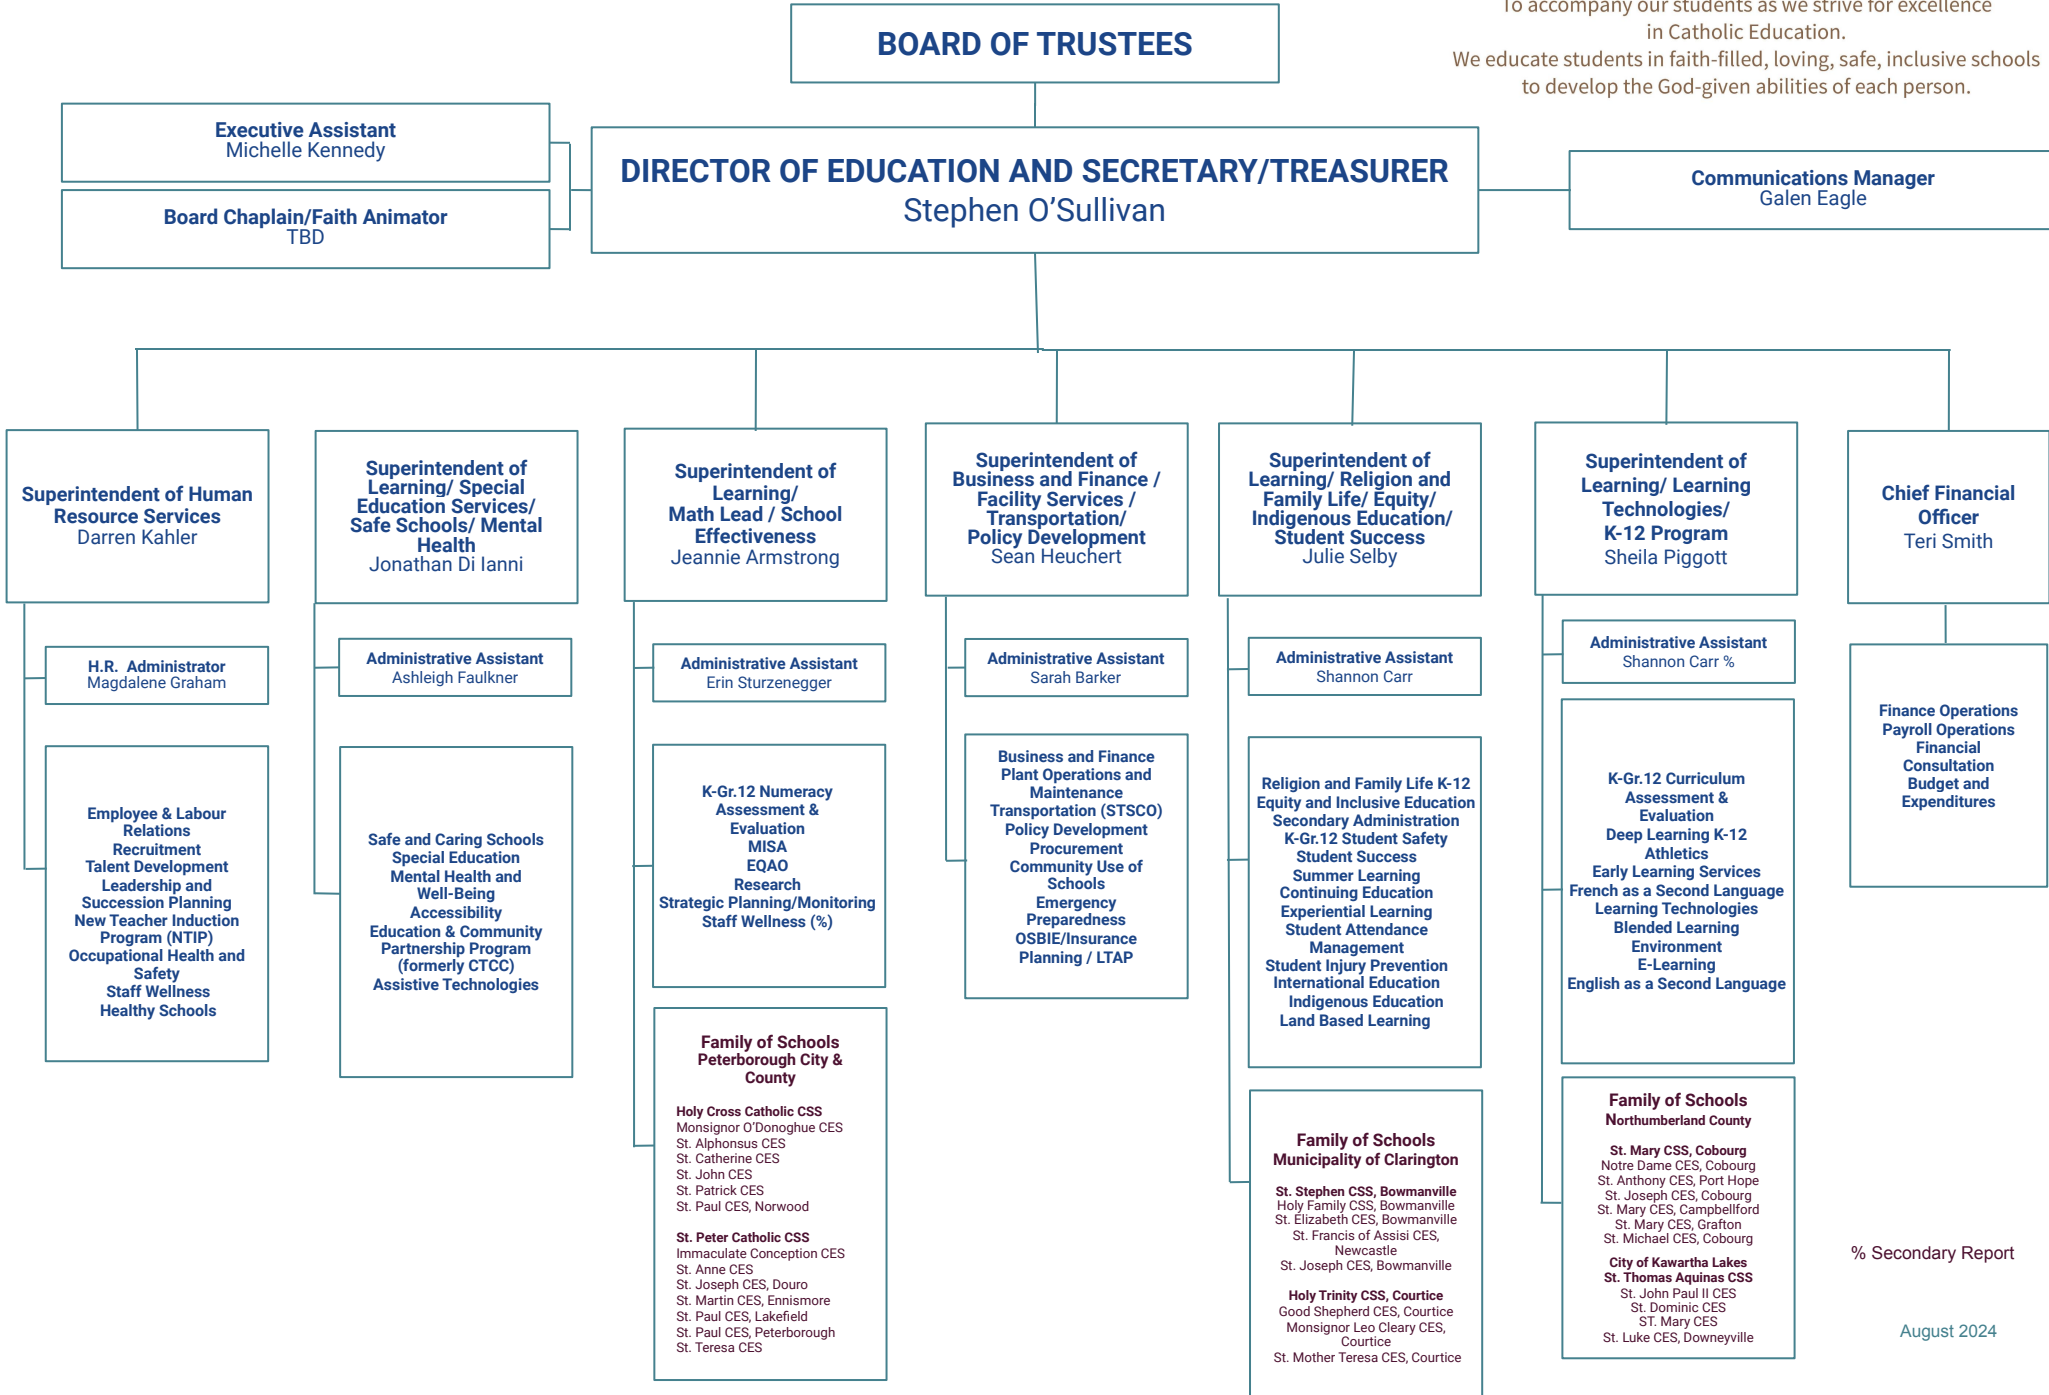 To accompany our students as we strive for excellence
in Catholic Education.
We educate students in faith-filled, loving, safe, inclusive schools
to develop the God-given abilities of each person.
BOARD OF TRUSTEES
Executive Assistant
Michelle Kennedy
Board Chaplain/Faith Animator
TBD
DIRECTOR OF EDUCATION AND SECRETARY/TREASURER
Stephen O’Sullivan
Communications Manager
Galen Eagle
Superintendent of Human
Resource Services
Darren Kahler
H.R. Administrator
Magdalene Graham
Employee & Labour
Relations
Recruitment
Talent Development
Leadership and
Succession Planning
New Teacher Induction
Program (NTIP)
Occupational Health and
Safety
Staff Wellness
Healthy Schools
Superintendent of
Learning/ Special
Education Services/
Safe Schools/ Mental
Health
Jonathan Di Ianni
Administrative Assistant
Ashleigh Faulkner
Safe and Caring Schools
Special Education
Mental Health and
Well-Being
Accessibility
Education & Community
Partnership Program
(formerly CTCC)
Assistive Technologies
Superintendent of
Learning/
Math Lead / School
Effectiveness
Jeannie Armstrong
Administrative Assistant
Erin Sturzenegger
K-Gr.12 Numeracy
Assessment &
Evaluation
MISA
EQAO
Research
Strategic Planning/Monitoring
Staff Wellness (%)
Family of Schools
Peterborough City &
County
Holy Cross Catholic CSS
Monsignor O’Donoghue CES
St. Alphonsus CES
St. Catherine CES
St. John CES
St. Patrick CES
St. Paul CES, Norwood
St. Peter Catholic CSS
Immaculate Conception CES
St. Anne CES
St. Joseph CES, Douro
St. Martin CES, Ennismore
St. Paul CES, Lakefield
St. Paul CES, Peterborough
St. Teresa CES
Superintendent of
Business and Finance /
Facility Services /
Transportation/
Policy Development
Sean Heuchert
Administrative Assistant
Sarah Barker
Business and Finance
Plant Operations and
Maintenance
Transportation (STSCO)
Policy Development
Procurement
Community Use of
Schools
Emergency
Preparedness
OSBIE/Insurance
Planning / LTAP
Superintendent of
Learning/ Religion and
Family Life/ Equity/
Indigenous Education/
Student Success
Julie Selby
Administrative Assistant
Shannon Carr
Religion and Family Life K-12
Equity and Inclusive Education
Secondary Administration
K-Gr.12 Student Safety
Student Success
Summer Learning
Continuing Education
Experiential Learning
Student Attendance
Management
Student Injury Prevention
International Education
Indigenous Education
Land Based Learning
Family of Schools
Municipality of Clarington
St. Stephen CSS, Bowmanville
Holy Family CSS, Bowmanville
St. Elizabeth CES, Bowmanville
St. Francis of Assisi CES,
Newcastle
St. Joseph CES, Bowmanville
Holy Trinity CSS, Courtice
Good Shepherd CES, Courtice
Monsignor Leo Cleary CES,
Courtice
St. Mother Teresa CES, Courtice
Superintendent of
Learning/ Learning
Technologies/
K-12 Program
Sheila Piggott
Administrative Assistant
Shannon Carr %
K-Gr.12 Curriculum
Assessment &
Evaluation
Deep Learning K-12
Athletics
Early Learning Services
French as a Second Language
Learning Technologies
Blended Learning
Environment
E-Learning
English as a Second Language
Family of Schools
Northumberland County
St. Mary CSS, Cobourg
Notre Dame CES, Cobourg
St. Anthony CES, Port Hope
St. Joseph CES, Cobourg
St. Mary CES, Campbellford
St. Mary CES, Grafton
St. Michael CES, Cobourg
City of Kawartha Lakes
St. Thomas Aquinas CSS
St. John Paul II CES
St. Dominic CES
ST. Mary CES
St. Luke CES, Downeyville
Chief Financial
Officer
Teri Smith
Finance Operations
Payroll Operations
Financial
Consultation
Budget and
Expenditures
% Secondary Report
August 2024